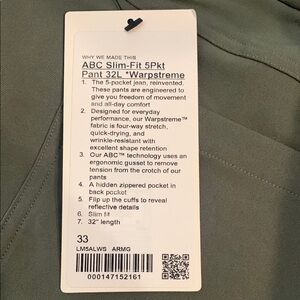 WHY WE MADE THIS
ABC Slim-Fit 5Pkt
Pant 32L *Warpstreme
1. The 5-pocket jean, reinvented.
These pants are engineered to
give you freedom of movement
and all-day comfort
2. Designed for everyday
performance, our Warpstreme™
fabric is four-way stretch,
quick-drying, and
wrinkle-resistant with
excellent shape retention
3. Our ABC™ technology uses an
ergonomic gusset to remove
tension from the crotch of our
pants
4. A hidden zippered pocket in
back pocket
5. Flip up the cuffs to reveal
reflective details
6. Slim fit
7. 32" length
33
LM5ALWS ARMG
000147152161